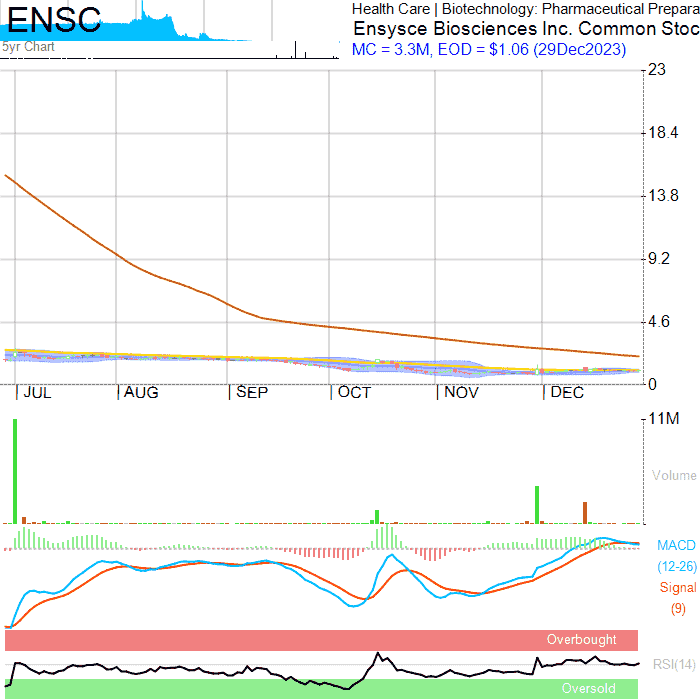 ENSC
5yr Chart
Health Care | Biotechnology: Pharmaceutical Prepara
Ensysce Biosciences Inc. Common Stoc
MC = 3.3M, EOD = $1.06 (29Dec2023)
23
18.4
13.8
9.2
4.6
0
JUL
AUG
SEP
OCT
NOV
DEC
11M
Volume
MACD
(12-26)
Signal
(9)
Overbought
RSI(14)
Oversold